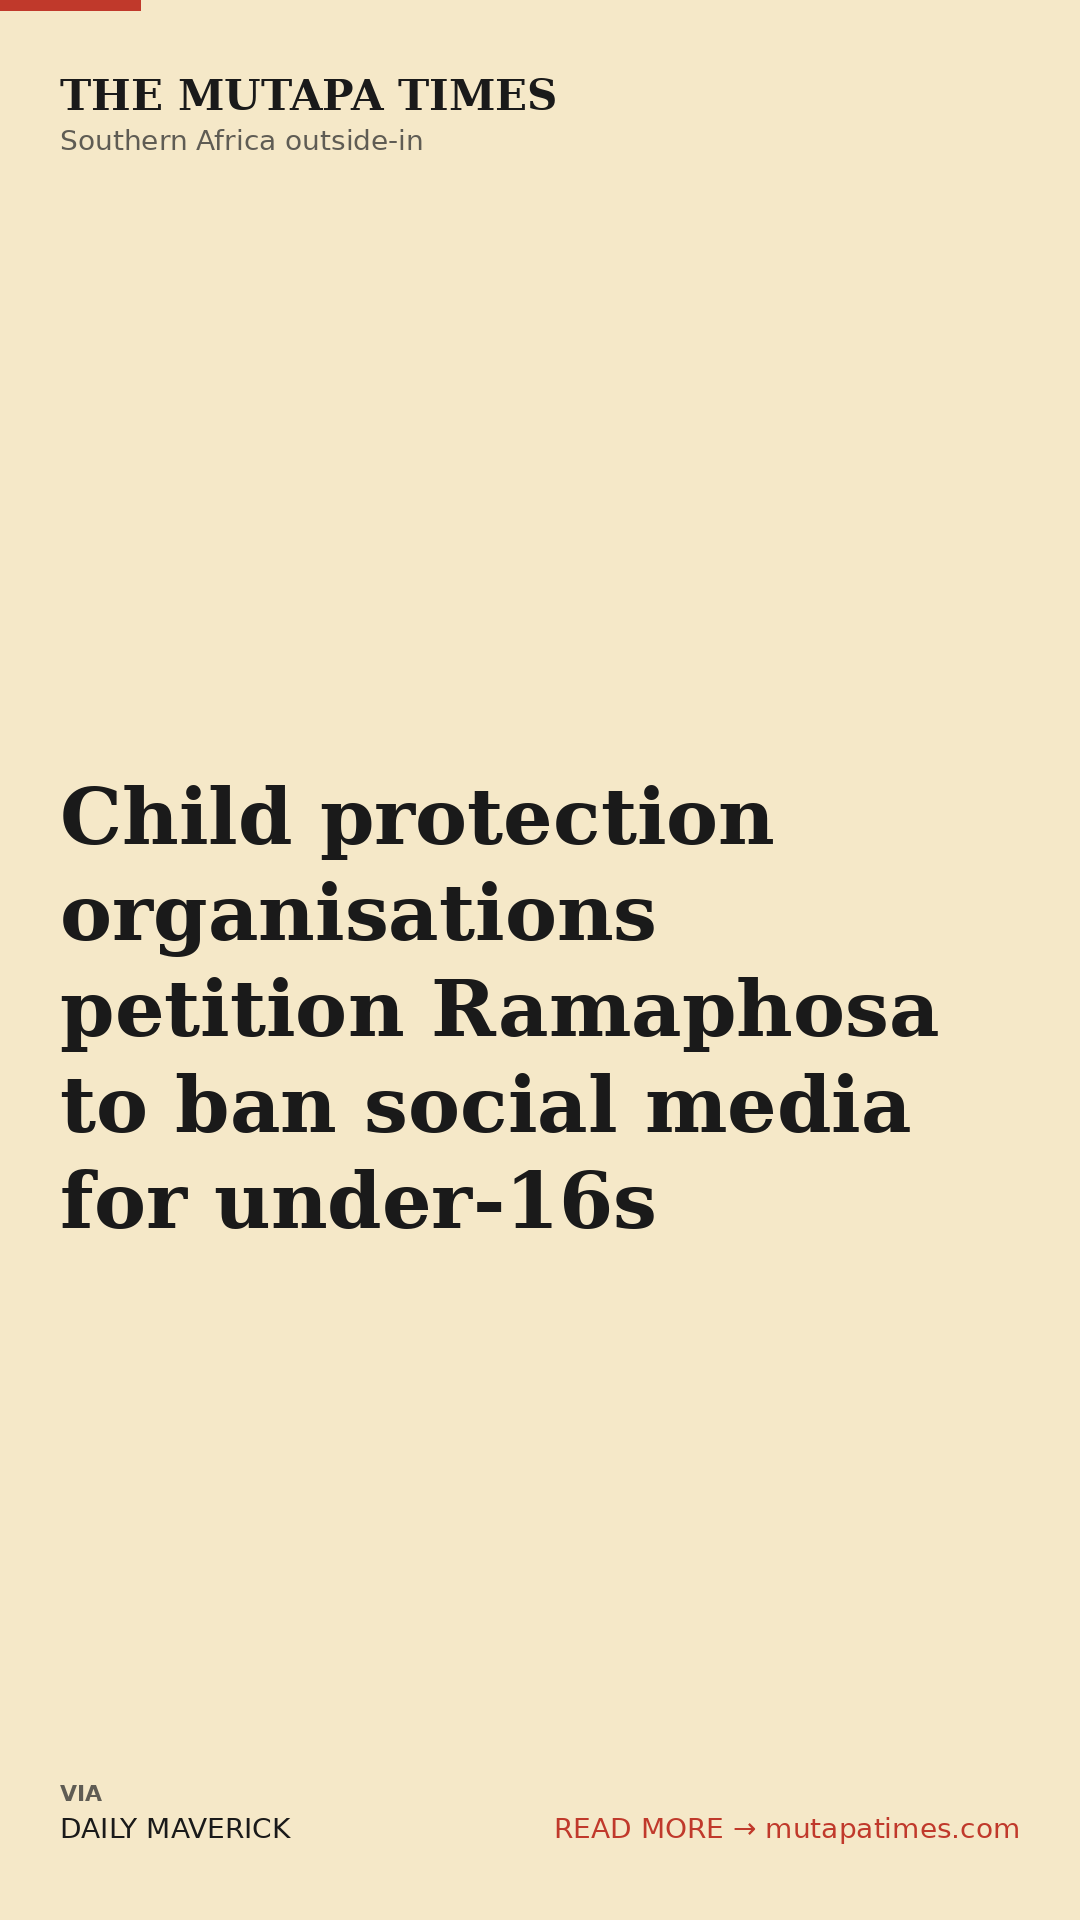 THE MUTAPA TIMES
Southern Africa outside-in
Child protection
organisations
petition Ramaphosa
to ban social media
for under-16s
VIA
DAILY MAVERICK
READ MORE → mutapatimes.com